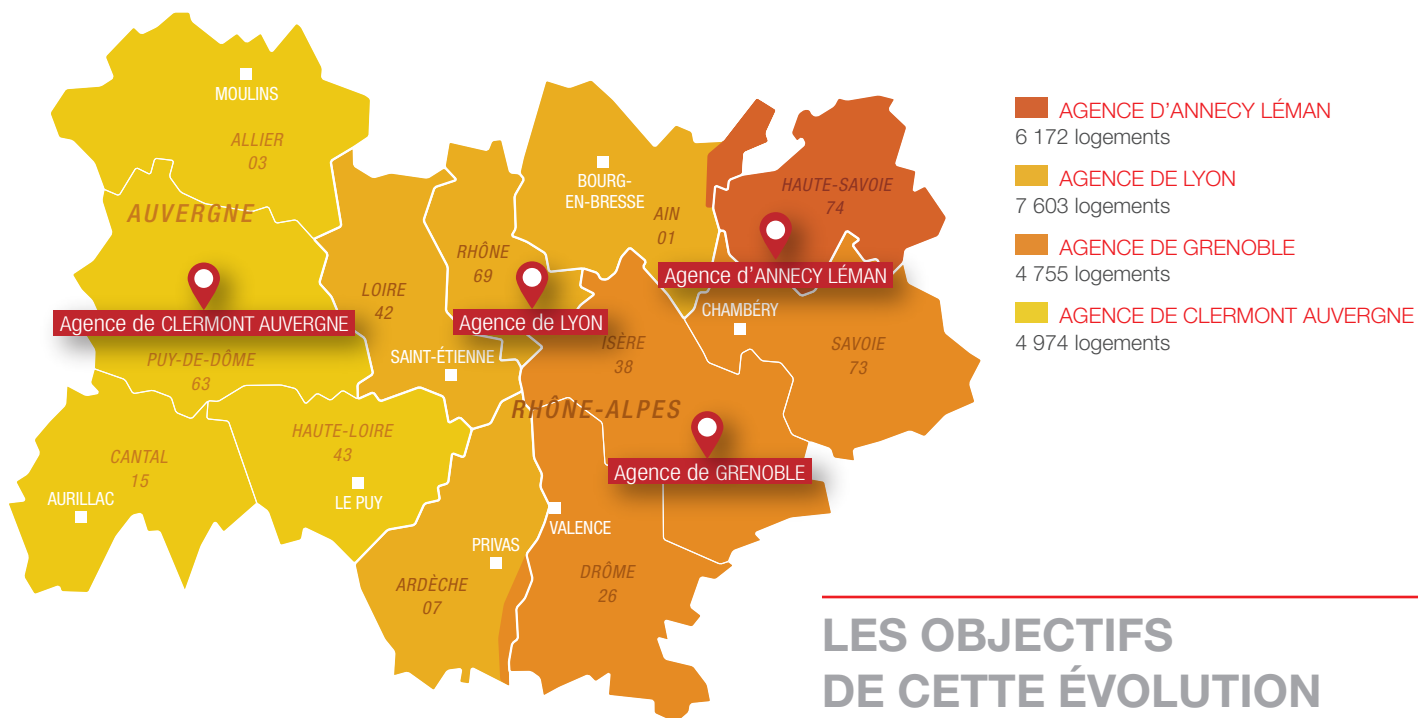 MOULINS
ALLIER
03
AUVERGNE
Agence de CLERMONT AUVERGNE
PUY-DE-DÔME
63
CANTAL
15
AURILLAC
HAUTE-LOIRE
43
LE PUY
LOIRE
42
SAINT-ÉTIENNE
RHÔNE
69
Agence de LYON
BOURG-
EN-BRESSE
AIN
01
HAUTE-SAVOIE
74
Agence d'ANNECY LÉMAN
CHAMBÉRY
SAVOIE
73
ISÈRE
38
RHÔNE-ALPES
Agence de GRENOBLE
VALENCE
PRIVAS
ARDÈCHE
07
DRÔME
26
AGENCE D'ANNECY LÉMAN
6 172 logements
AGENCE DE LYON
7 603 logements
AGENCE DE GRENOBLE
4 755 logements
AGENCE DE CLERMONT AUVERGNE
4 974 logements
LES OBJECTIFS
DE CETTE ÉVOLUTION